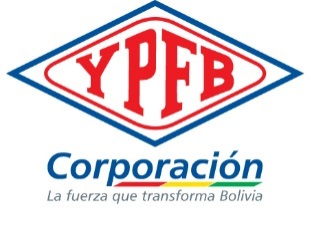 YPFB
Corporación
La fuerza que transforma Bolivia